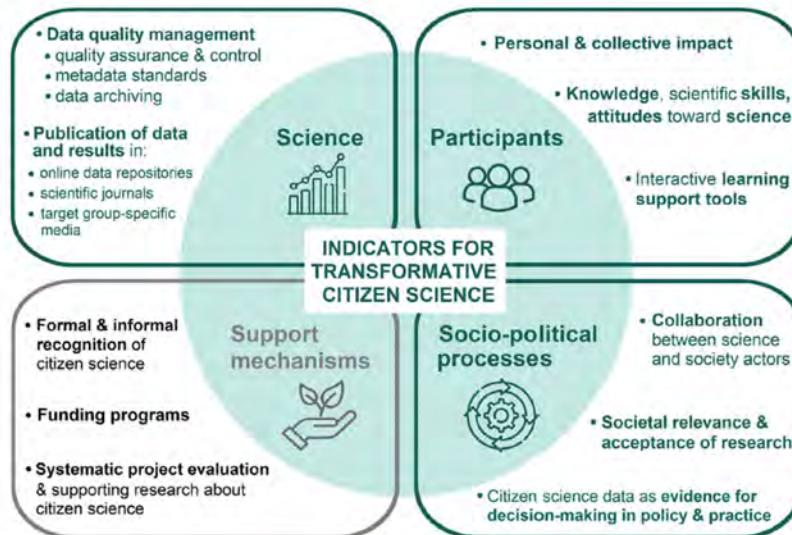 • Data quality management
• quality assurance & control
• metadata standards
• data archiving
• Publication of data
and results in:
• online data repositories
• scientific journals
• target group-specific
media
Science
• Personal & collective impact
• Knowledge, scientific skills,
attitudes toward science
• Interactive learning
support tools
Participants
INDICATORS FOR
TRANSFORMATIVE
CITIZEN SCIENCE
• Formal & informal
recognition of
citizen science
• Funding programs
• Systematic project evaluation
& supporting research about
citizen science
Support
mechanisms
Socio-political
processes
• Collaboration
between science
and society actors
• Societal relevance &
acceptance of research
• Citizen science data as evidence for
decision-making in policy & practice